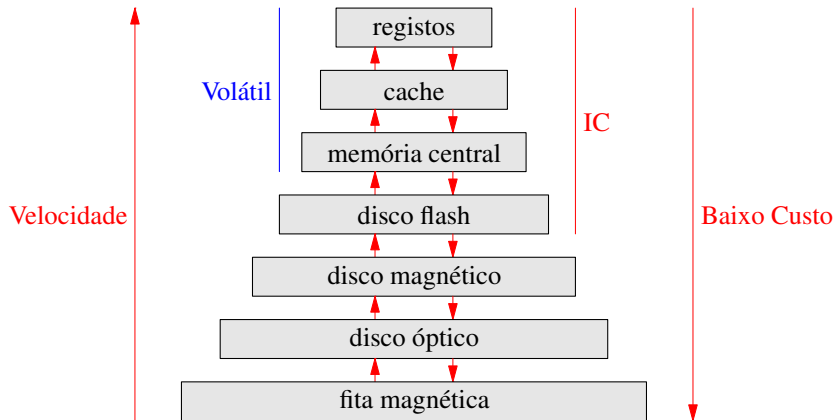 registos
Volátil
cache
IC
memória central
Velocidade
disco flash
Baixo Custo
disco magnético
disco óptico
fita magnética